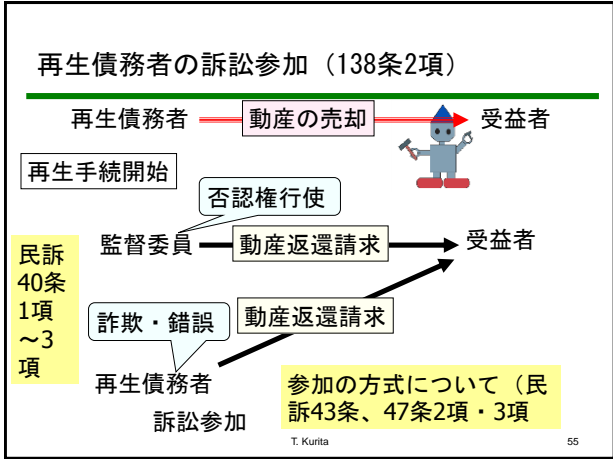 再生債務者の訴訟参加（138条2項）
再生債務者
動産の売却
受益者
再生手続開始
否認権行使
監督委員
動産返還請求
受益者
民訴
40条
1項
～3
項
詐欺・錯誤
動産返還請求
再生債務者
訴訟参加
参加の方式について（民
訴43条、47条2項・3項
T. Kurita
55